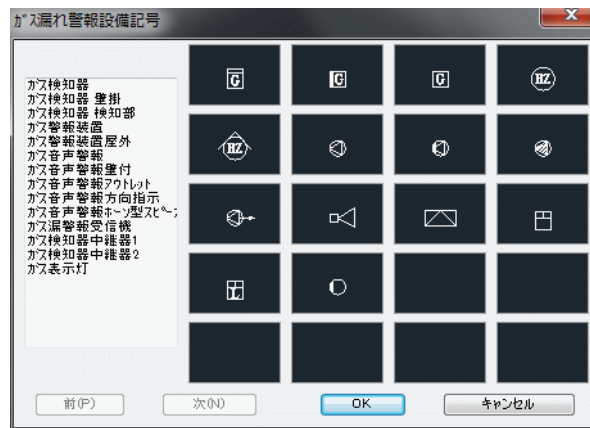 ｶﾞｽ漏れ警報設備記号
ｶﾞｽ検知器
ｶﾞｽ検知器 壁掛
ｶﾞｽ検知器 検知部
ｶﾞｽ警報装置
ｶﾞｽ警報装置屋外
ｶﾞｽ音声警報
ｶﾞｽ音声警報壁付
ｶﾞｽ音声警報ｱｳﾄﾚｯﾄ
ｶﾞｽ音声警報方向指示
ｶﾞｽ音声警報ﾎｰﾝ型ｽﾋﾟｰｶ
ｶﾞｽ漏警報受信機
ｶﾞｽ検知器中継器1
ｶﾞｽ検知器中継器2
ｶﾞｽ表示灯
G
G
G
BZ
BZ
L
前(P)
次(N)
OK
キャンセル